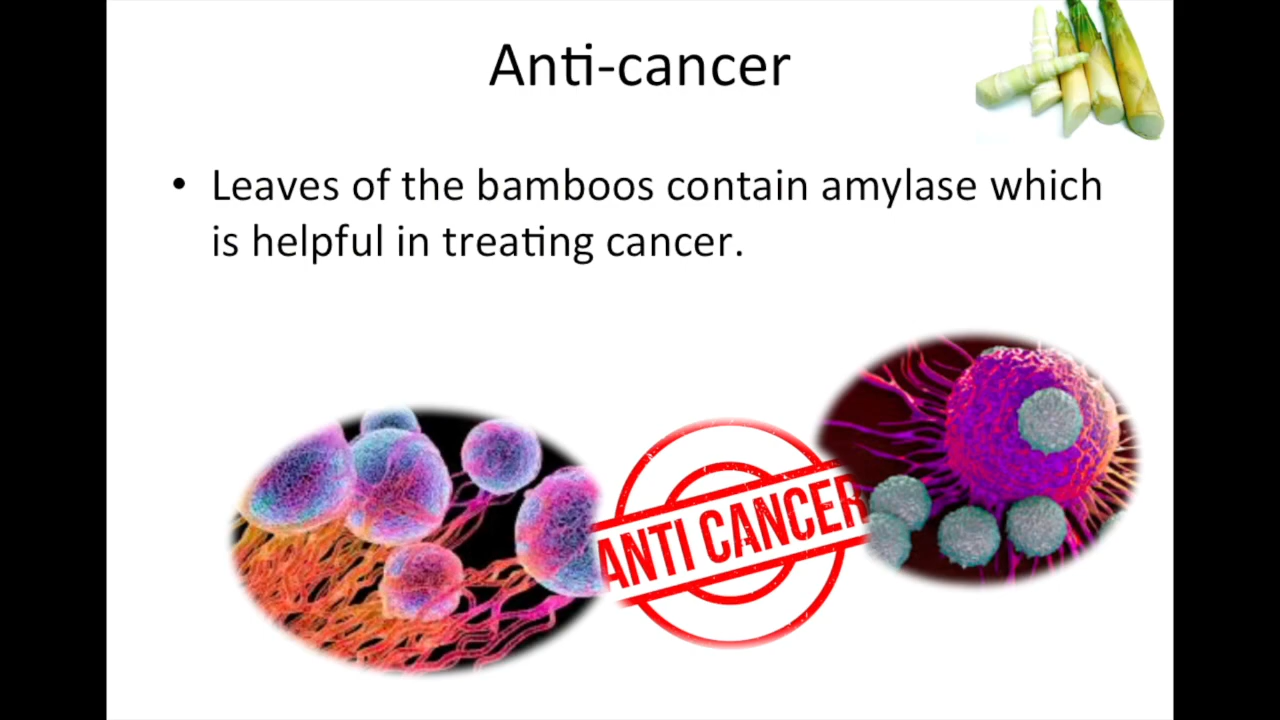 Anti-cancer
• Leaves of the bamboos contain amylase which
is helpful in treating cancer.
ANTI CANCER